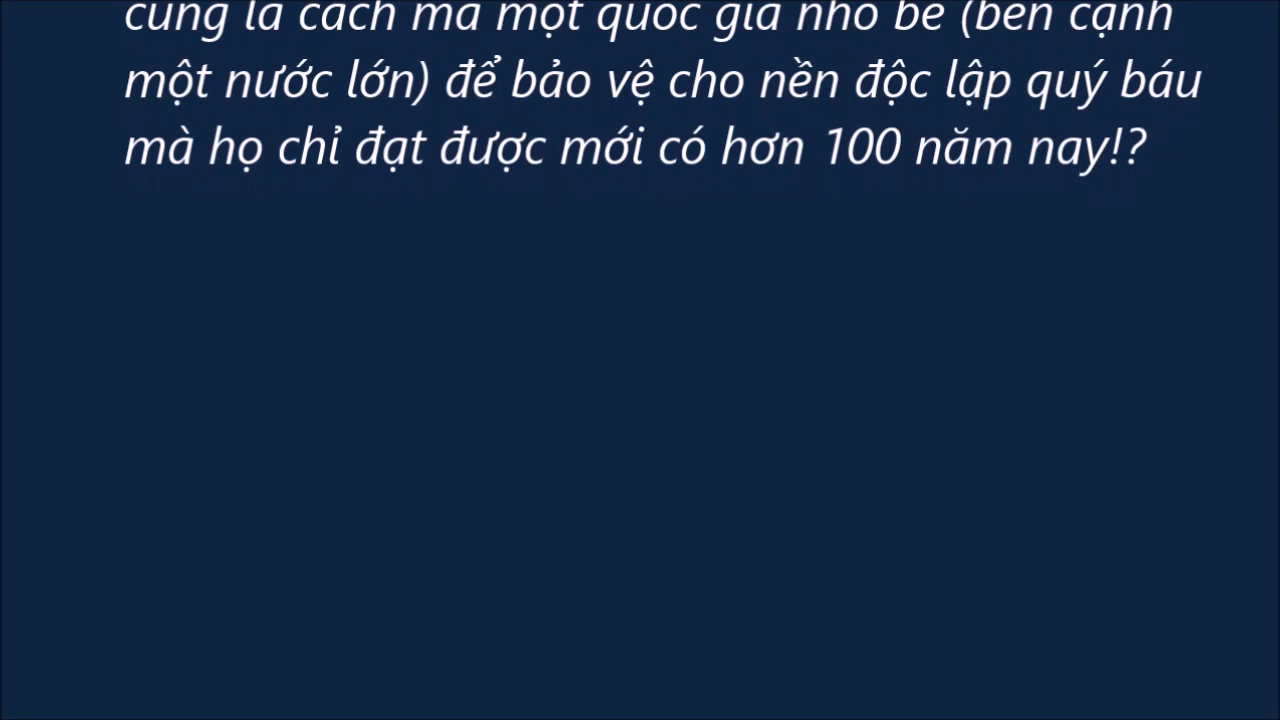 cũng là cách mà một quốc gia nhỏ bé (bên cạnh
một nước lớn) để bảo vệ cho nền độc lập quý báu
mà họ chỉ đạt được mới có hơn 100 năm nay!?